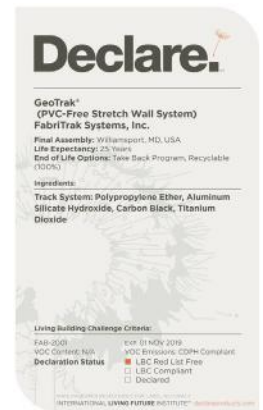 Declare.
GeoTrak®
(PVC-Free Stretch Wall System)
FabriTrak Systems, Inc.
Final Assembly: Williamsport, MD, USA
Life Expectancy: 25 Years
End of Life Options: Take Back Program, Recyclable
(100%)
Ingredients:
Track System: Polypropylene Ether, Aluminum
Silicate Hydroxide, Carbon Black, Titanium
Dioxide
Living Building Challenge Criteria:
FAB-2001 EXP. 01 NOV 2019
VOC Content: N/A VOC Emissions: CDPH Compliant
Declaration Status LBC Red List Free
LBC Compliant
Declared
INTERNATIONAL LIVING FUTURE INSTITUTE™ declareproducts.com